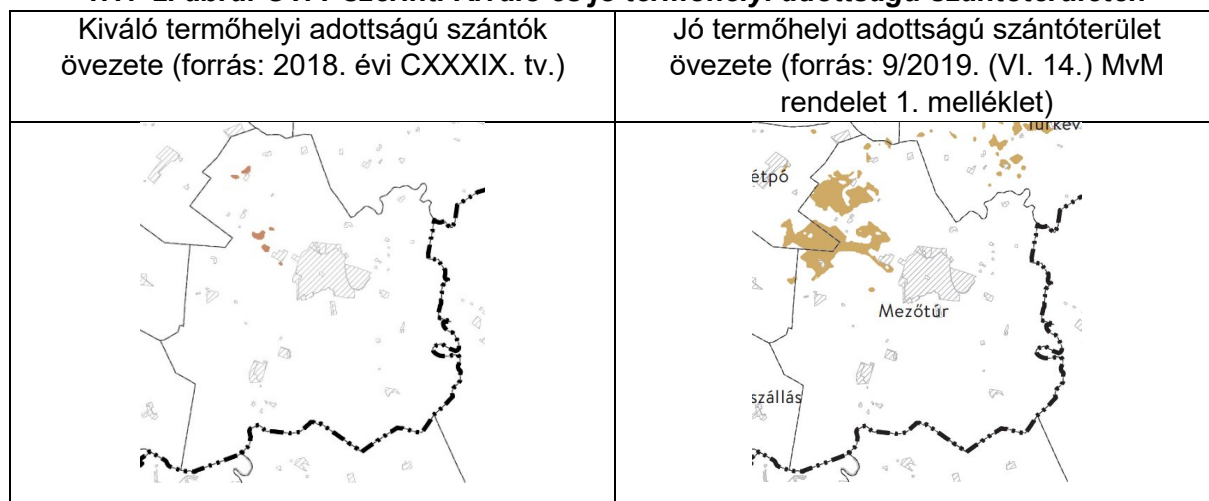 Kiváló termőhelyi adottságú szántók
övezete (forrás: 2018. évi CXXXIX. tv.)
Jó termőhelyi adottságú szántóterület
övezete (forrás: 9/2019. (VI. 14.) MvM
rendelet 1. melléklet)
étpó
Mezőtúr
szállás